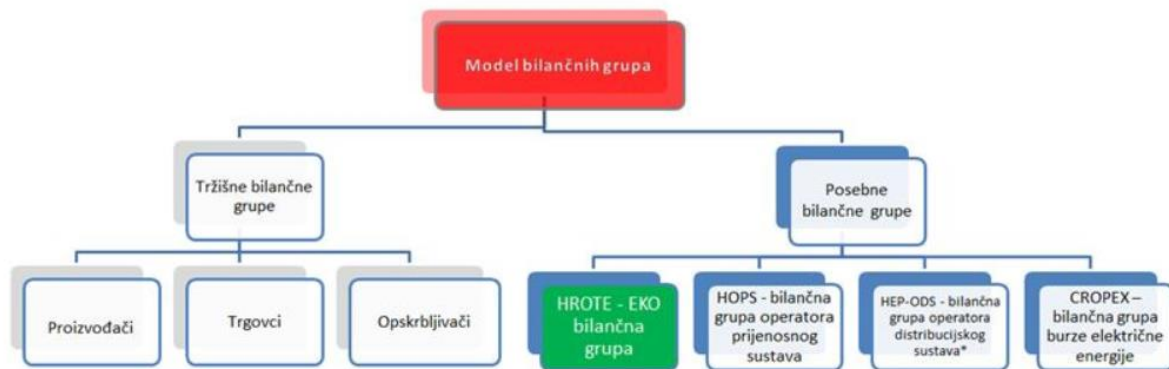 Model bilančnih grupa
Tržišne bilančne
grupe
Posebne
bilančne grupe
Proizvođači
Trgovci
Opskrbljivači
HROTE - EKO
bilančna
grupa
HOPS - bilančna
grupa operatora
prijenosnog
sustava
HEP-ODS - bilančna
grupa operatora
distribucijskog
sustava*
CROPEX–
bilančna grupa
burze električne
energije